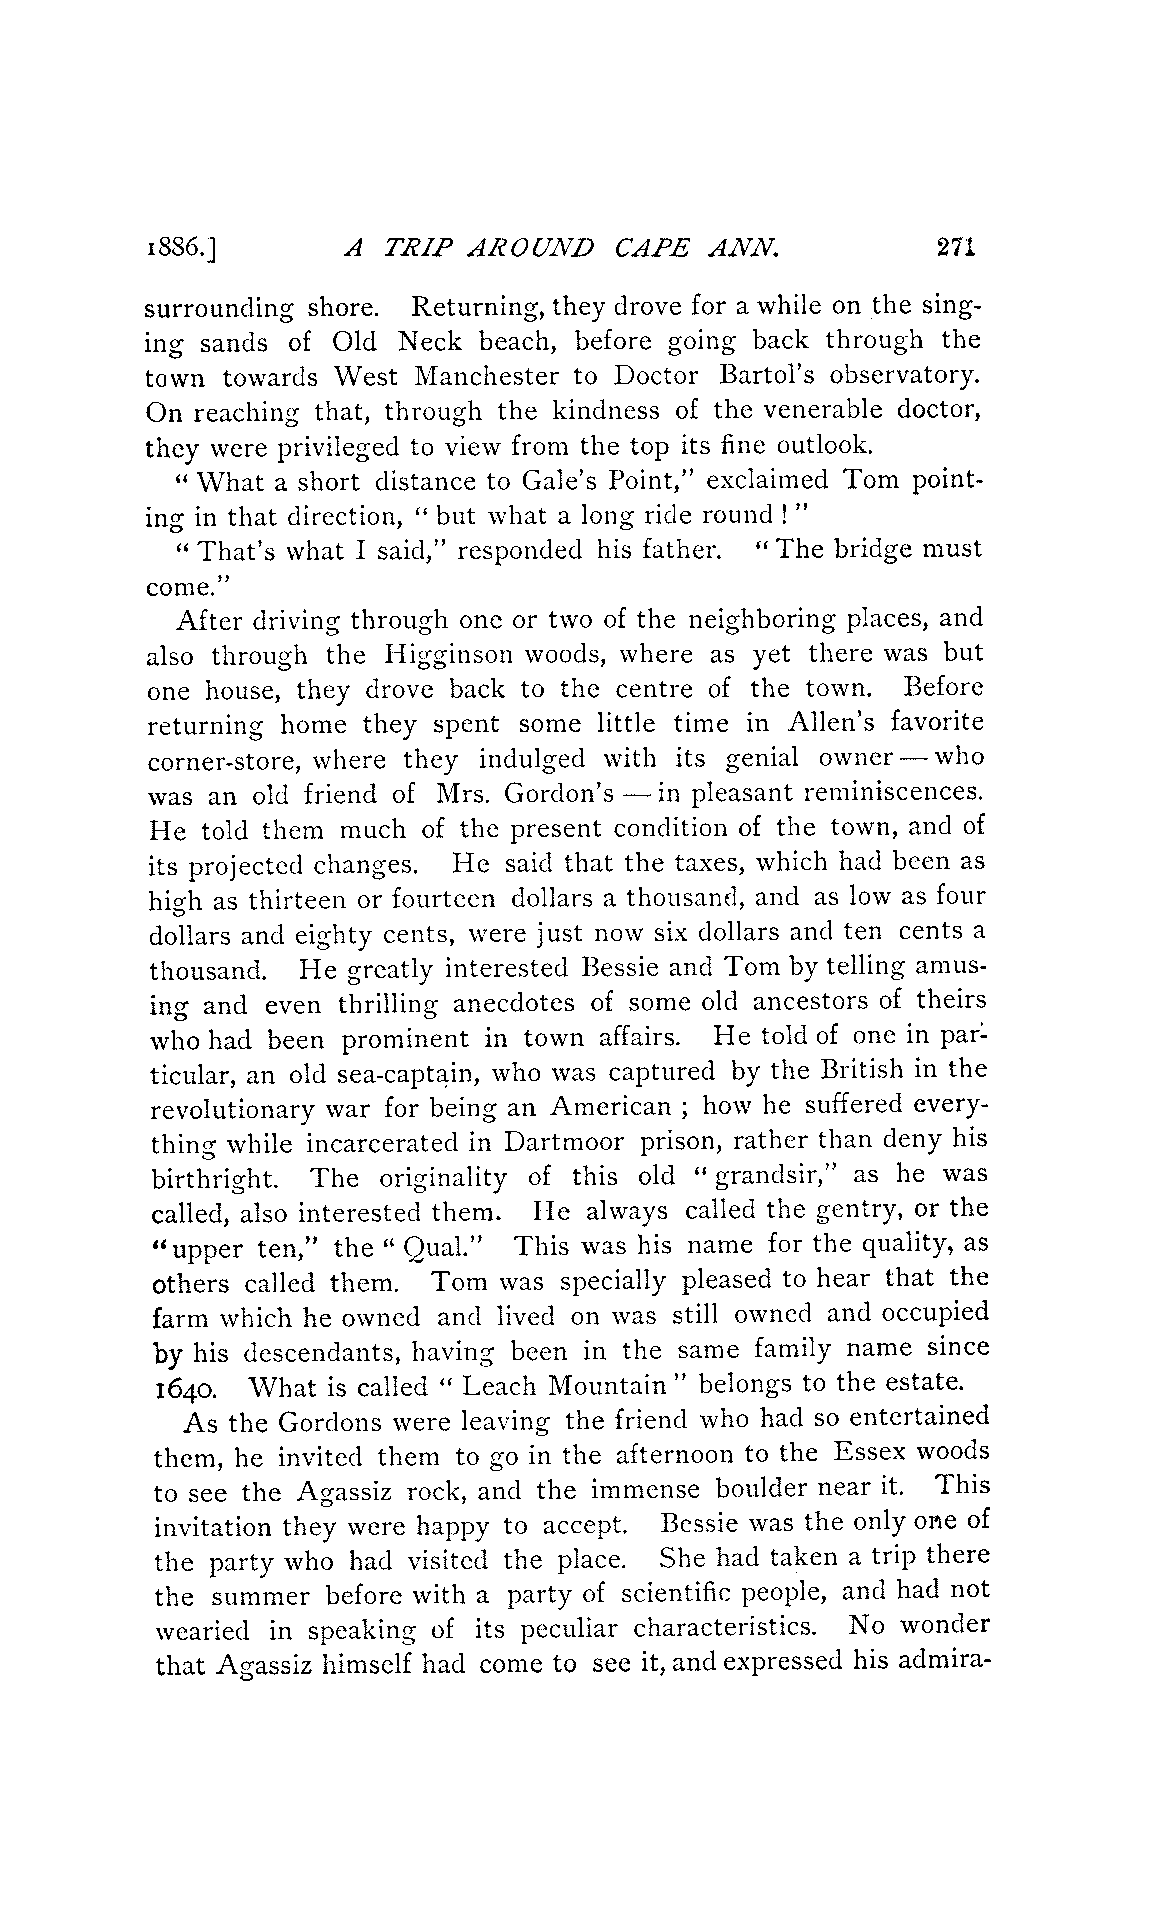 1886.] A TRIP AROUND CAPE ANN. 271
surrounding shore. Returning, they drove for a while on the sing-
ing sands of Old Neck beach, before going back through the
town towards West Manchester to Doctor Bartol's observatory.
On reaching that, through the kindness of the venerable doctor,
they were privileged to view from the top its fine outlook.
"What a short distance to Gale's Point," exclaimed Tom point-
ing in that direction, "but what a long ride round!"
"That's what I said," responded his father. "The bridge must
come."
After driving through one or two of the neighboring places, and
also through the Higginson woods, where as yet there was but
one house, they drove back to the centre of the town. Before
returning home they spent some little time in Allen's favorite
corner-store, where they indulged with its genial owner — who
was an old friend of Mrs. Gordon's — in pleasant reminiscences.
He told them much of the present condition of the town, and of
its projected changes. He said that the taxes, which had been as
high as thirteen or fourteen dollars a thousand, and as low as four
dollars and eighty cents, were just now six dollars and ten cents a
thousand. He greatly interested Bessie and Tom by telling amus-
ing and even thrilling anecdotes of some old ancestors of theirs
who had been prominent in town affairs. He told of one in par-
ticular, an old sea-captain, who was captured by the British in the
revolutionary war for being an American ; how he suffered every-
thing while incarcerated in Dartmoor prison, rather than deny his
birthright. The originality of this old "grandsir," as he was
called, also interested them. He always called the gentry, or the
"upper ten," the "Qual." This was his name for the quality, as
others called them. Tom was specially pleased to hear that the
farm which he owned and lived on was still owned and occupied
by his descendants, having been in the same family name since
1640. What is called "Leach Mountain" belongs to the estate.
As the Gordons were leaving the friend who had so entertained
them, he invited them to go in the afternoon to the Essex woods
to see the Agassiz rock, and the immense boulder near it. This
invitation they were happy to accept. Bessie was the only one of
the party who had visited the place. She had taken a trip there
the summer before with a party of scientific people, and had not
wearied in speaking of its peculiar characteristics. No wonder
that Agassiz himself had come to see it, and expressed his admira-